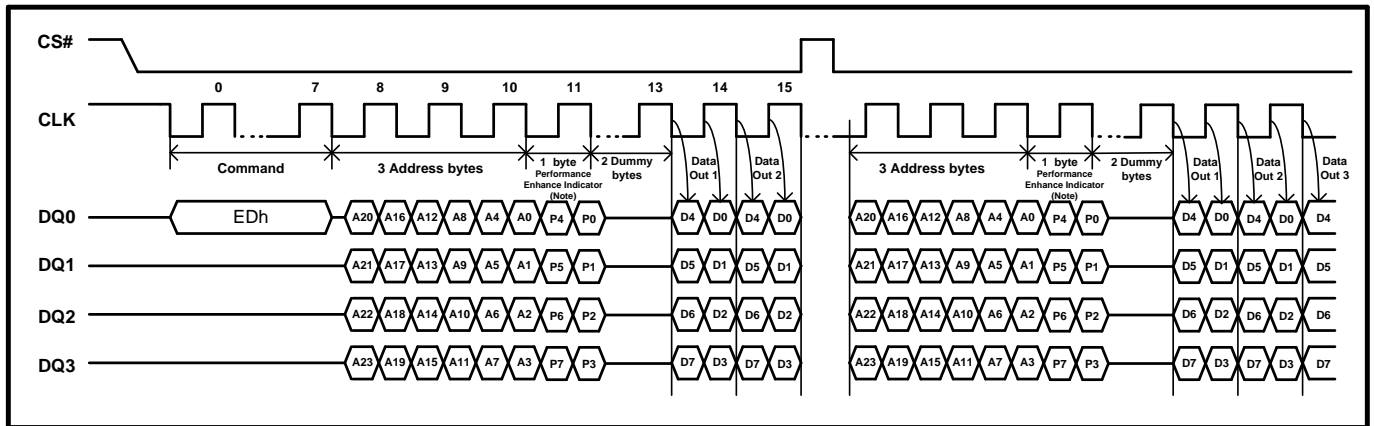 CS#
0 7 8 9 10 11 13 14 15
CLK
Command 3 Address bytes 1 byte Performance Enhance Indicator (Note) 2 Dummy bytes Data Out 1 Data Out 2 3 Address bytes 1 byte Performance Enhance Indicator (Note) 2 Dummy bytes Data Out 1 Data Out 2 Data Out 3
DQ0 EDh A20 A16 A12 A8 A4 A0 P4 P0 D4 D0 D4 D0 A20 A16 A12 A8 A4 A0 P4 P0 D4 D0 D4 D0 D4
DQ1 A21 A17 A13 A9 A5 A1 P5 P1 D5 D1 D5 D1 A21 A17 A13 A9 A5 A1 P5 P1 D5 D1 D5 D1 D5
DQ2 A22 A18 A14 A10 A6 A2 P6 P2 D6 D2 D6 D2 A22 A18 A14 A10 A6 A2 P6 P2 D6 D2 D6 D2 D6
DQ3 A23 A19 A15 A11 A7 A3 P7 P3 D7 D3 D7 D3 A23 A19 A15 A11 A7 A3 P7 P3 D7 D3 D7 D3 D7